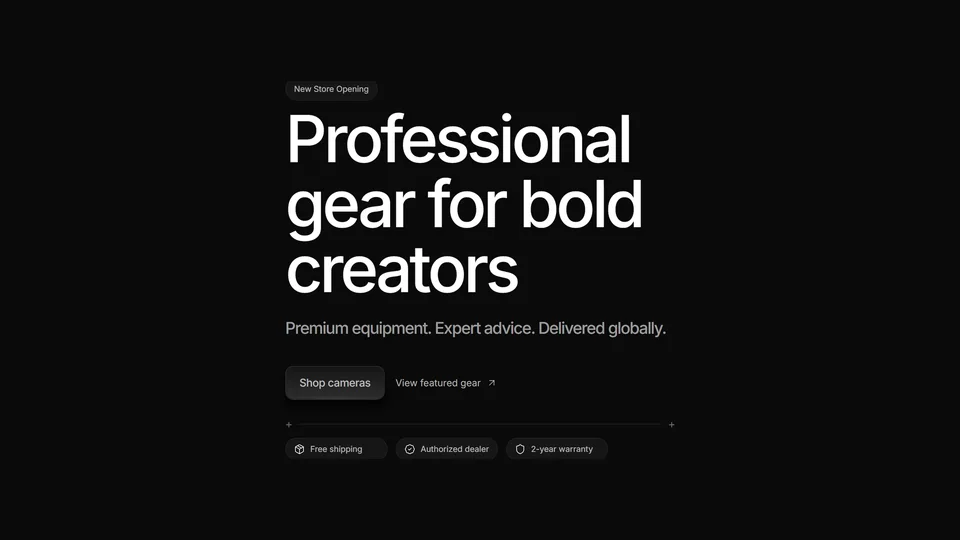 New Store Opening
Professional
gear for bold
creators
Premium equipment. Expert advice. Delivered globally.
Shop cameras
View featured gear
Free shipping
Authorized dealer
2-year warranty